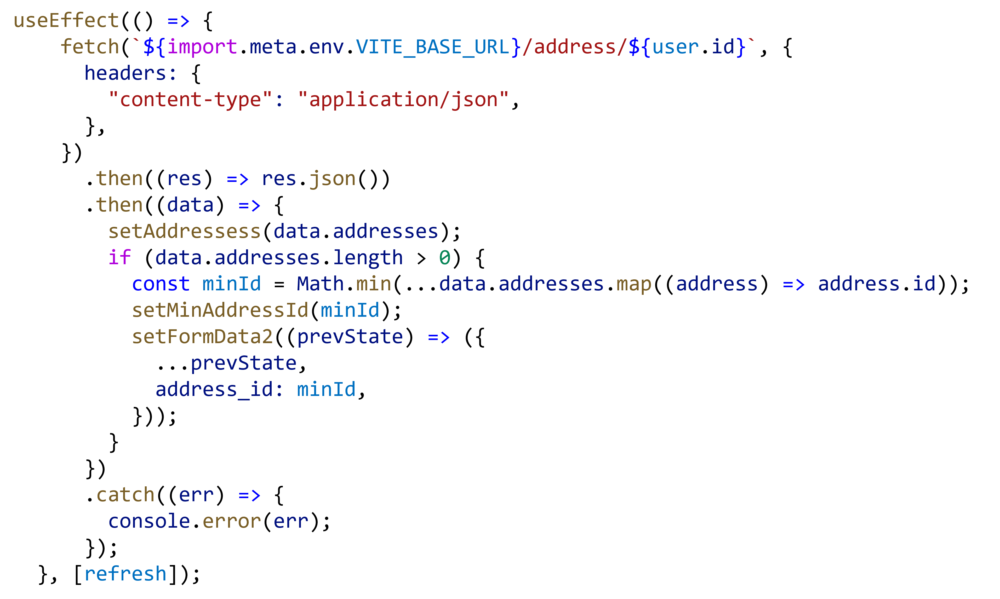 useEffect(() => {
    fetch(`${import.meta.env.VITE_BASE_URL}/address/${user.id}`, {
      headers: {
        "content-type": "application/json",
      },
    })
      .then((res) => res.json())
      .then((data) => {
        setAddressess(data.addresses);
        if (data.addresses.length > 0) {
          const minId = Math.min(...data.addresses.map((address) => address.id));
          setMinAddressId(minId);
          setFormData2((prevState) => ({
            ...prevState,
            address_id: minId,
          }));
        }
      })
      .catch((err) => {
        console.error(err);
      });
  }, [refresh]);